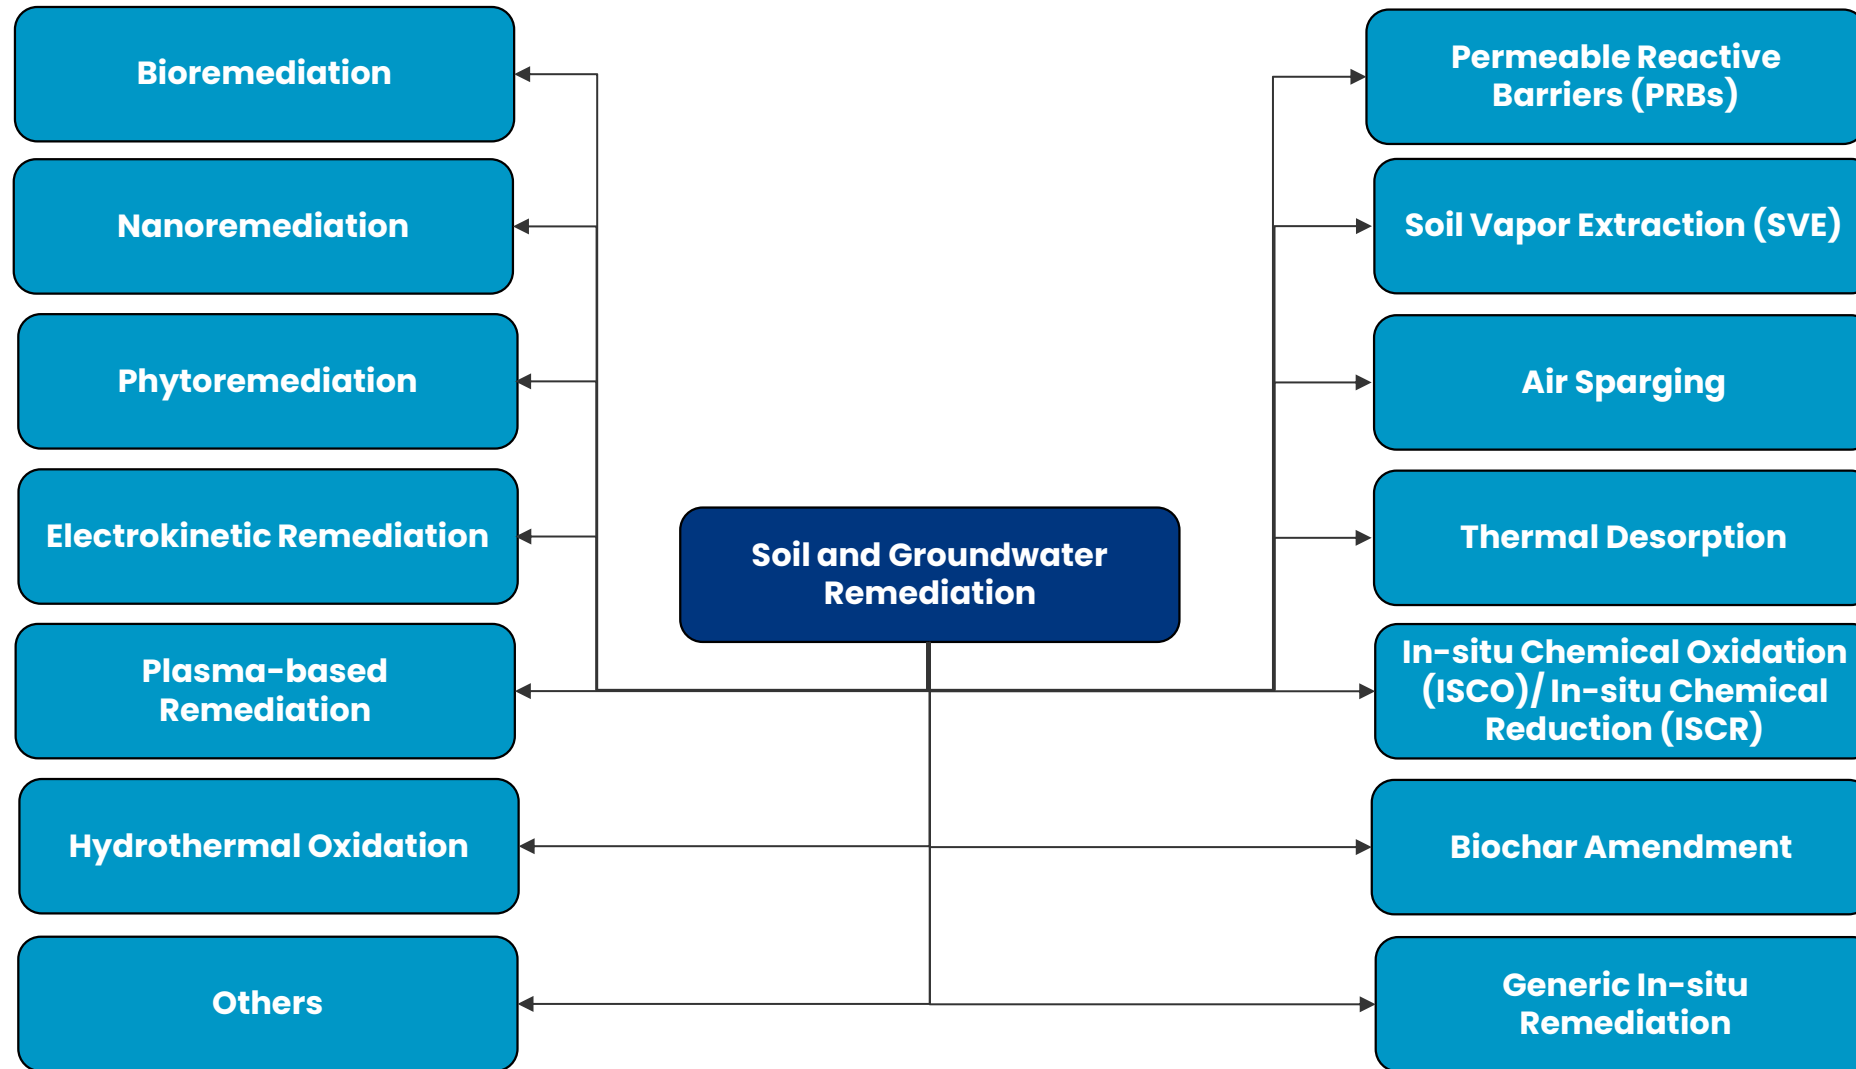 Bioremediation
Nanoremediation
Phytoremediation
Electrokinetic Remediation
Plasma-based
Remediation
Hydrothermal Oxidation
Others
Soil and Groundwater
Remediation
Permeable Reactive
Barriers (PRBs)
Soil Vapor Extraction (SVE)
Air Sparging
Thermal Desorption
In-situ Chemical Oxidation
(ISCO)/ In-situ Chemical
Reduction (ISCR)
Biochar Amendment
Generic In-situ
Remediation